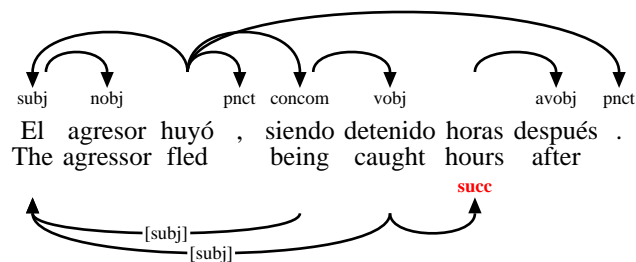 subj nobj pnct concom vobj avobj pnct
El agresor huyó , siendo detenido horas después .
The agressor fled being caught hours after
succ
[subj]
[subj]